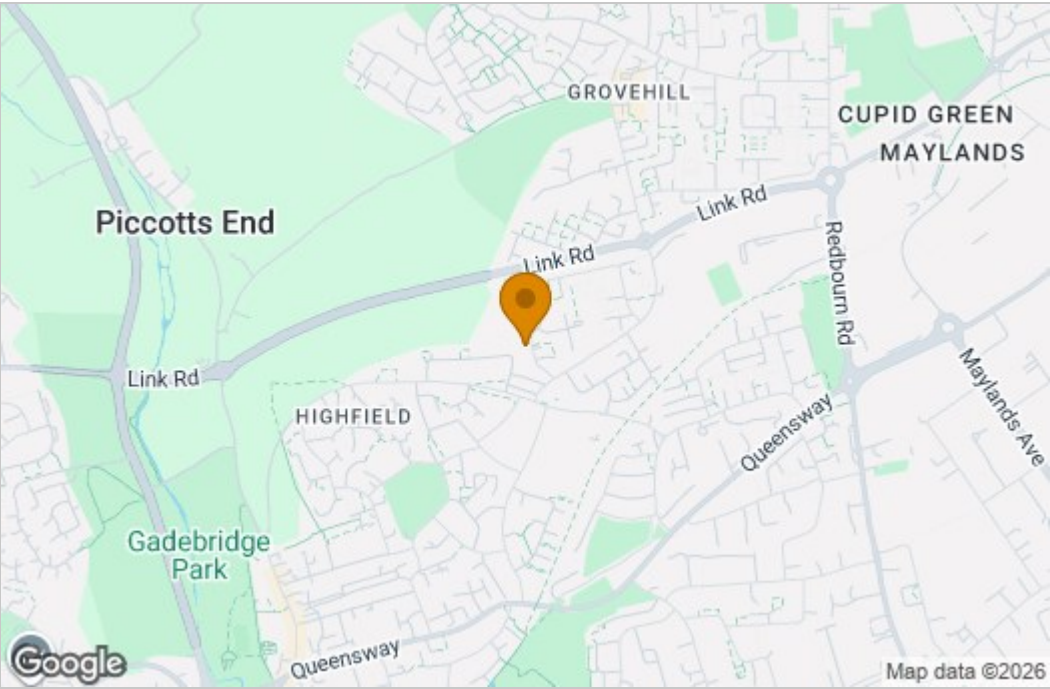 GROVEHILL
CUPID GREEN
MAYLANDS
Link Rd
Piccotts End
Link Rd
Redbourn Rd
Link Rd
Maylands Ave
HIGHFIELD
Queensway
Gadebridge
Park
Queensway
Google
Map data ©2026